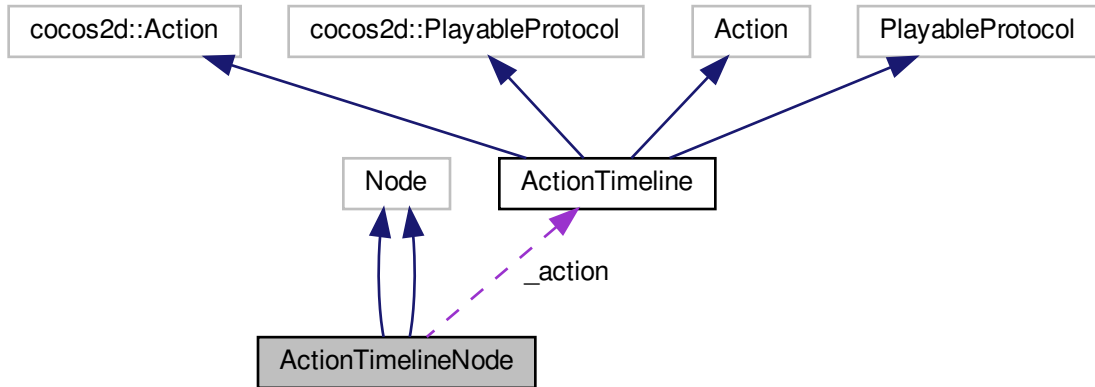 cocos2d::Action
cocos2d::PlayableProtocol
Action
PlayableProtocol
Node
ActionTimeline
_action
ActionTimelineNode